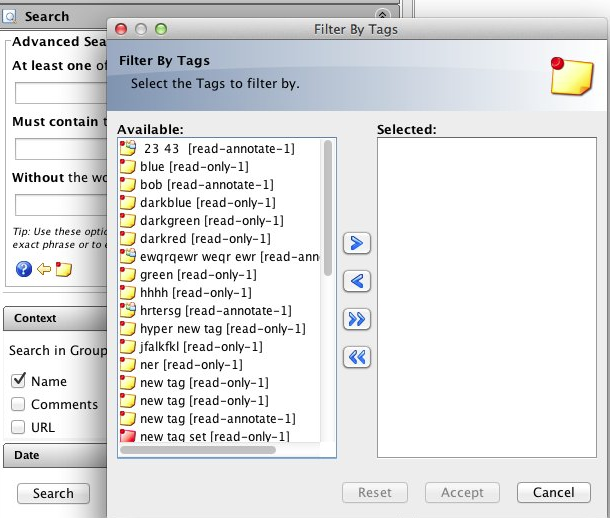 Search
Advanced Sea
At least one of
Must contain t
Without the wo
Tip: Use these optio
exact phrase or to e
Context
Search in Group
Name
Comments
URL
Date
Search
Filter By Tags
Filter By Tags
Select the Tags to filter by.
Available:
23 43 [read-annotate-1]
blue [read-only-1]
bob [read-annotate-1]
darkblue [read-only-1]
darkgreen [read-only-1]
darkred [read-only-1]
ewqrqewr weqr ewr [read-ann
green [read-only-1]
hhhh [read-only-1]
hrtersg [read-annotate-1]
hyper new tag [read-only-1]
jfalkfkl [read-only-1]
ner [read-only-1]
new tag [read-only-1]
new tag [read-only-1]
new tag [read-annotate-1]
new tag set [read-only-1]
Selected:
Reset
Accept
Cancel